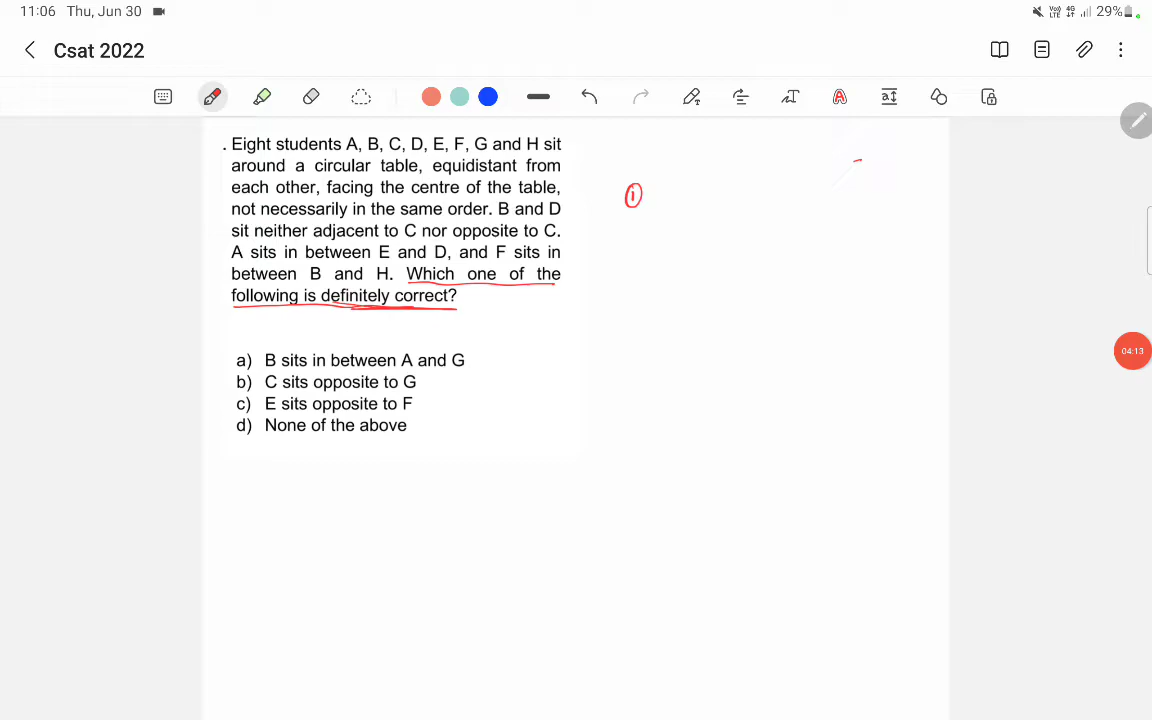 11:06 Thu, Jun 30
Vo)) LTE 4G 29%
Csat 2022
. Eight students A, B, C, D, E, F, G and H sit
around a circular table, equidistant from
each other, facing the centre of the table,
not necessarily in the same order. B and D
sit neither adjacent to C nor opposite to C.
A sits in between E and D, and F sits in
between B and H. Which one of the
following is definitely correct?
a) B sits in between A and G
b) C sits opposite to G
c) E sits opposite to F
d) None of the above
i
04:13